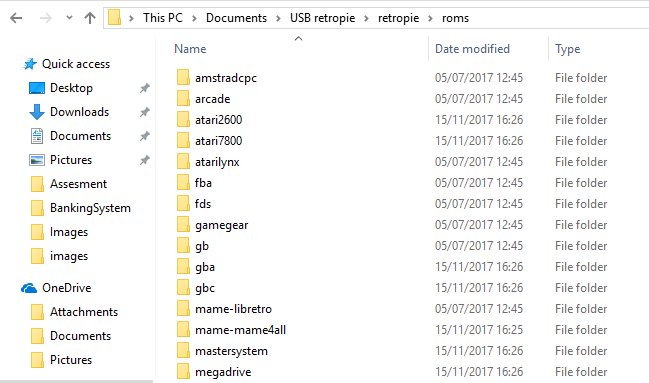 This PC > Documents > USB retropie > retropie > roms
Name Date modified Type
Quick access
Desktop
Downloads
Documents
Pictures
Assesment
BankingSystem
Images
images
OneDrive
Attachments
Documents
Pictures
amstradcpc 05/07/2017 12:45 File folder
arcade 05/07/2017 12:45 File folder
atari2600 15/11/2017 16:26 File folder
atari7800 15/11/2017 16:26 File folder
atarilynx 05/07/2017 12:45 File folder
fba 05/07/2017 12:45 File folder
fds 05/07/2017 12:45 File folder
gamegear 05/07/2017 12:45 File folder
gb 05/07/2017 12:45 File folder
gba 15/11/2017 16:26 File folder
gbc 15/11/2017 16:26 File folder
mame-libretro 05/07/2017 12:45 File folder
mame-mame4all 15/11/2017 16:25 File folder
mastersystem 15/11/2017 16:26 File folder
megadrive 15/11/2017 16:26 File folder